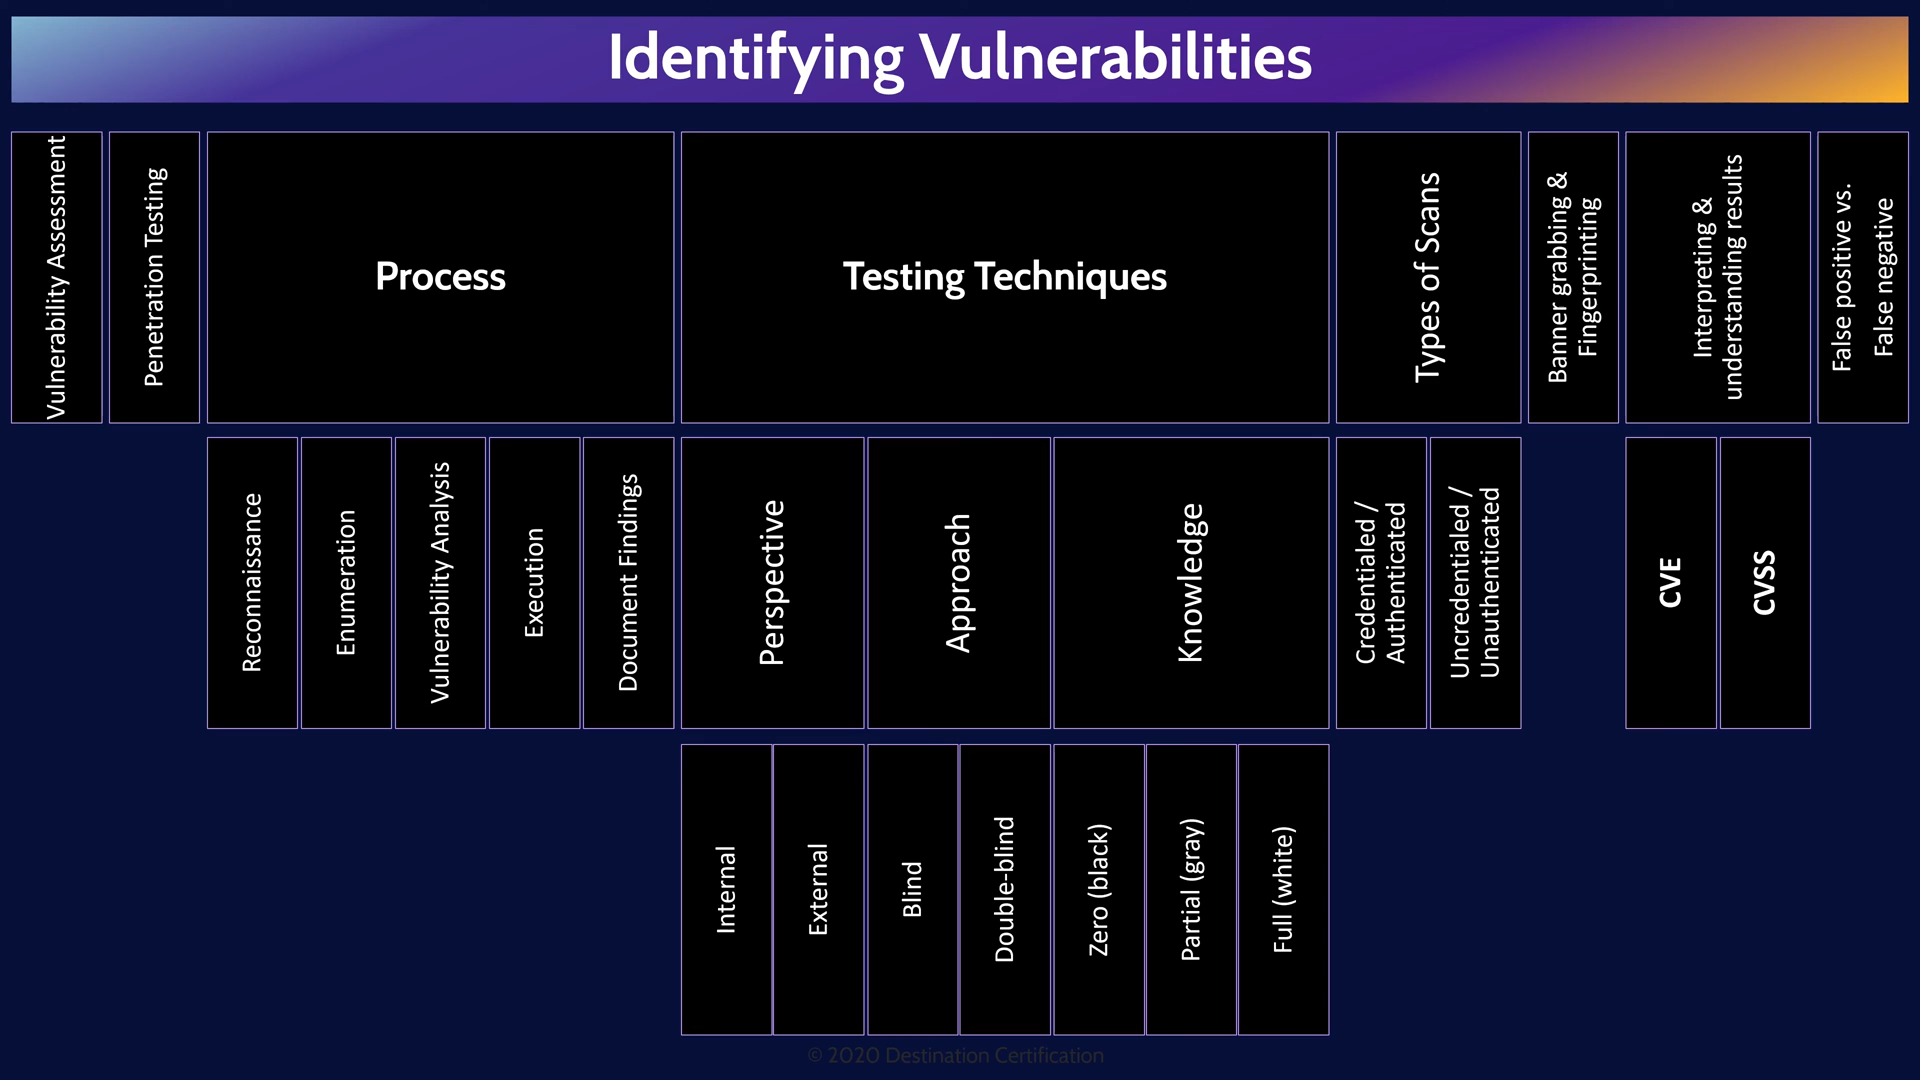 Identifying Vulnerabilities
Vulnerability Assessment
Penetration Testing
Process
Testing Techniques
Types of Scans
Banner grabbing &
Fingerprinting
Interpreting &
understanding results
False positive vs.
False negative
Reconnaissance
Enumeration
Vulnerability Analysis
Execution
Document Findings
Perspective
Approach
Knowledge
Credentialed /
Authenticated
Uncredentialed /
Unauthenticated
CVE
CVSS
Internal
External
Blind
Double-blind
Zero (black)
Partial (gray)
Full (white)
© 2020 Destination Certification